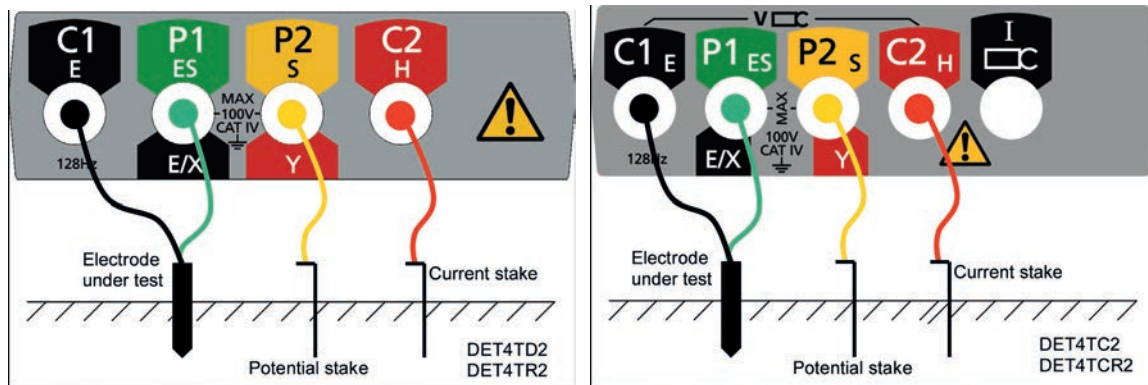 C1
E
P1
ES
P2
S
C2
H
MAX
100V
CAT IV
128Hz
E/X
Y
Electrode
under test
Current stake
Potential stake
DET4TD2
DET4TR2
V
C1 E
P1 ES
P2 S
C2 H
I
MAX
100V
CAT IV
128Hz
E/X
Y
Electrode
under test
Current stake
Potential stake
DET4TC2
DET4TCR2